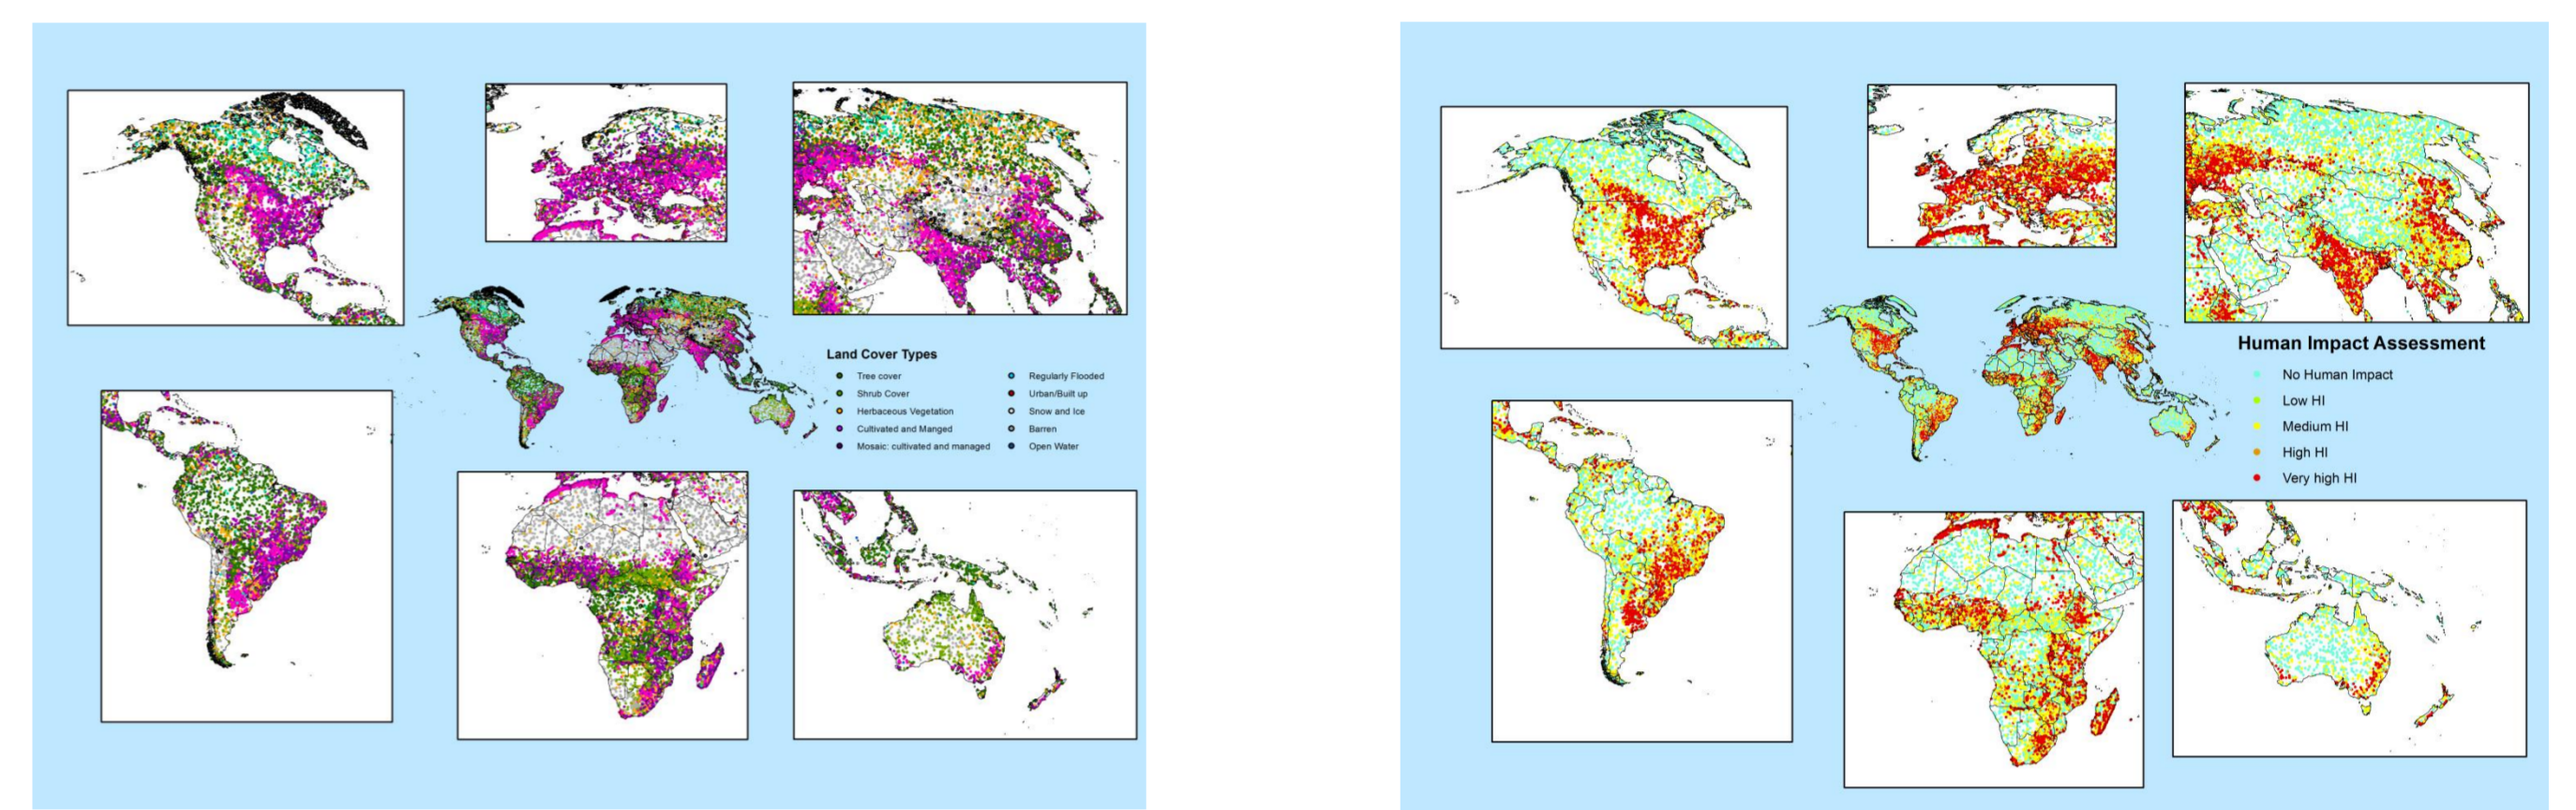 Land Cover Types
Tree cover
Shrub Cover
Herbaceous Vegetation
Cultivated and Manged
Mosaic: cultivated and managed
Regularly Flooded
Urban/Built up
Snow and Ice
Barren
Open Water
Human Impact Assessment
No Human Impact
Low HI
Medium HI
High HI
Very high HI